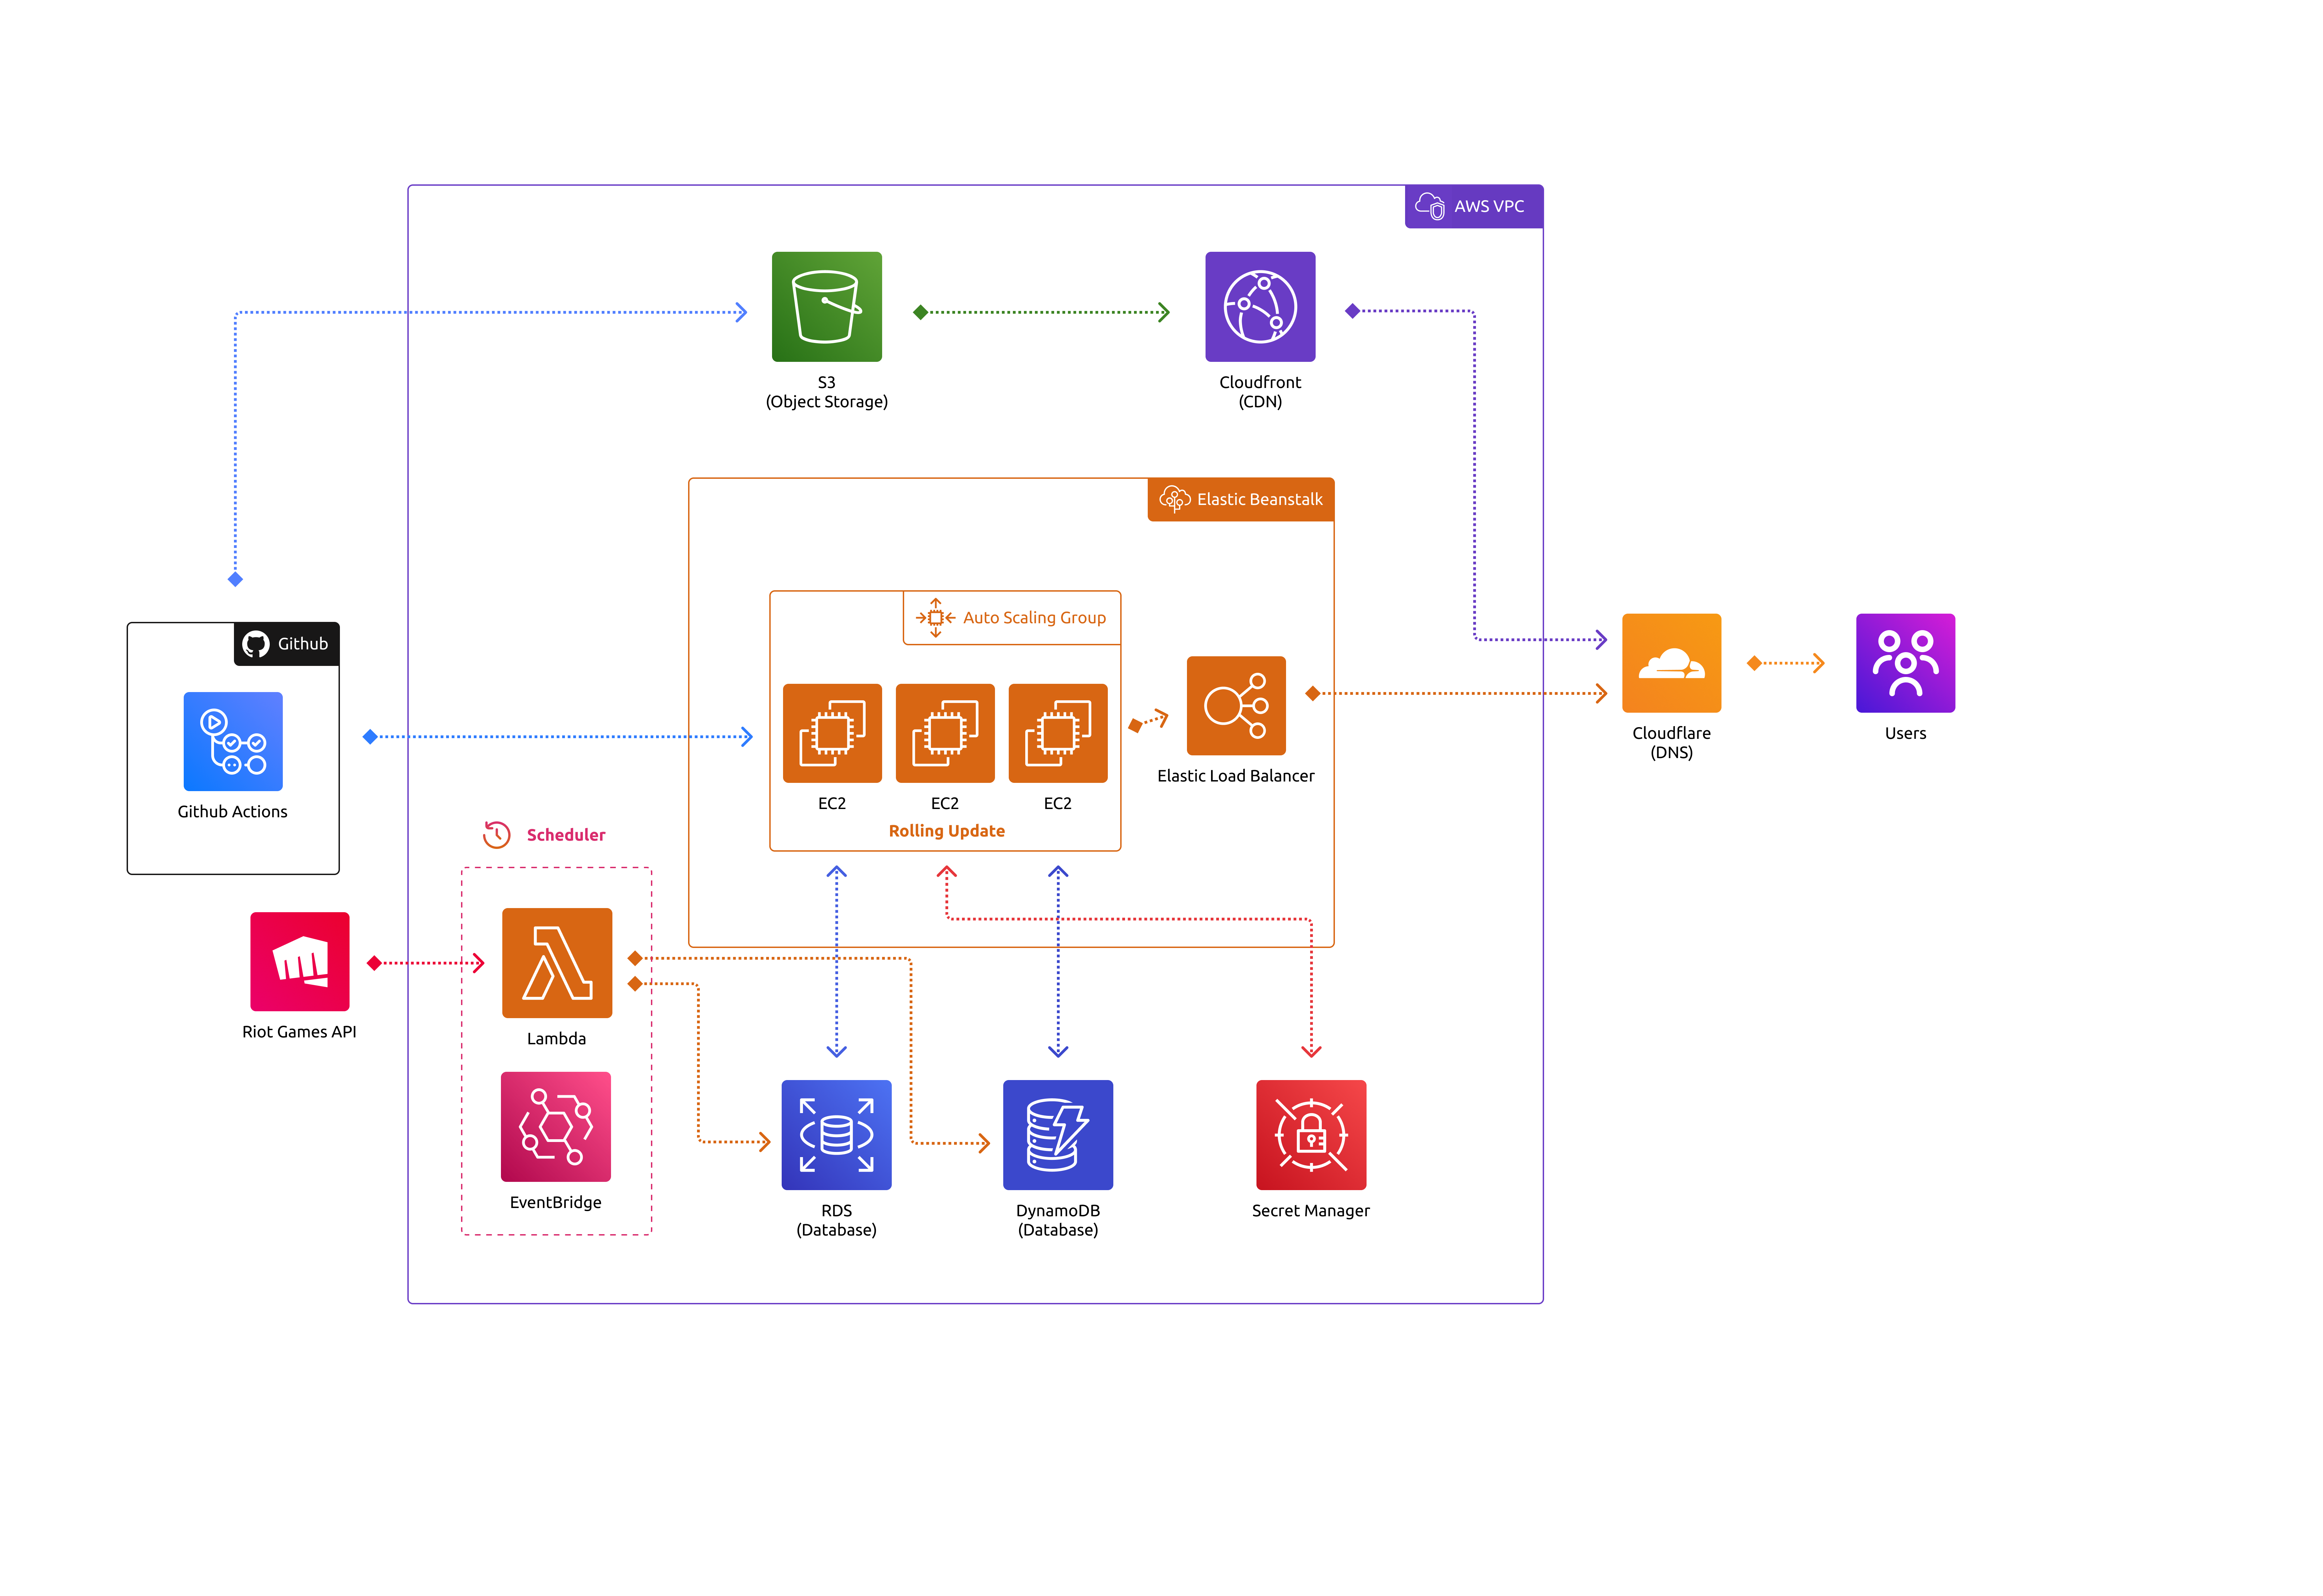 AWS VPC
S3
(Object Storage)
Cloudfront
(CDN)
Elastic Beanstalk
Auto Scaling Group
Github
Github Actions
EC2
EC2
EC2
Rolling Update
Elastic Load Balancer
Cloudflare
(DNS)
Users
Scheduler
Riot Games API
Lambda
EventBridge
RDS
(Database)
DynamoDB
(Database)
Secret Manager